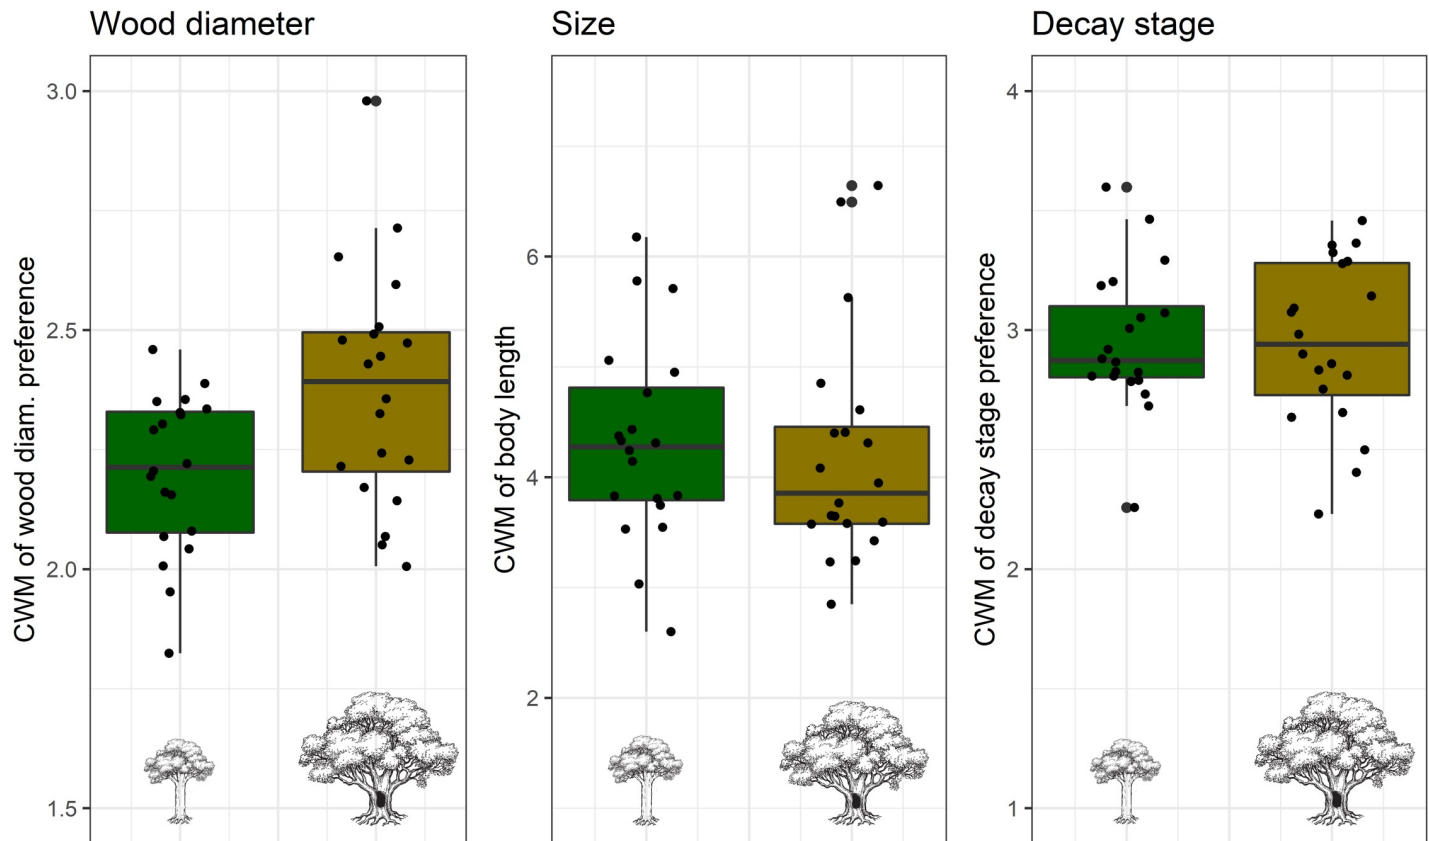 Wood diameter
CWM of wood diam. preference
3.0
2.5
2.0
1.5
Size
CWM of body length
6
4
2
Decay stage
CWM of decay stage preference
4
3
2
1